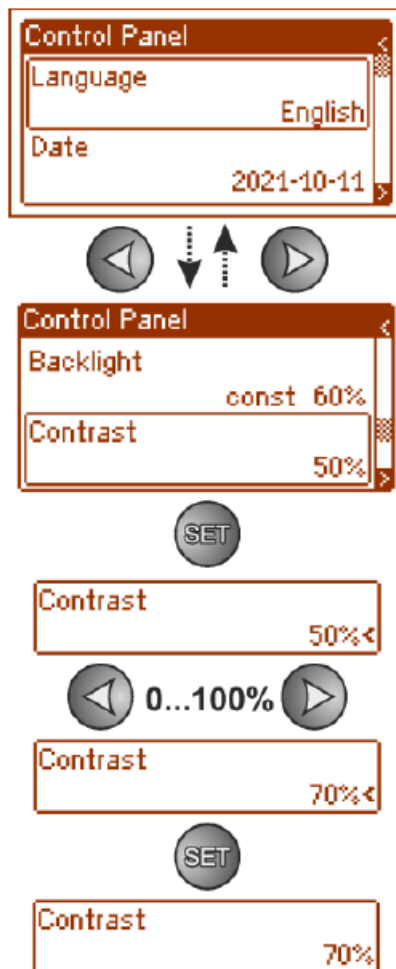 Control Panel
Language
English
Date
2021-10-11
Control Panel
Backlight
const 60%
Contrast
50%
SET
Contrast
50%
0...100%
Contrast
70%
SET
Contrast
70%